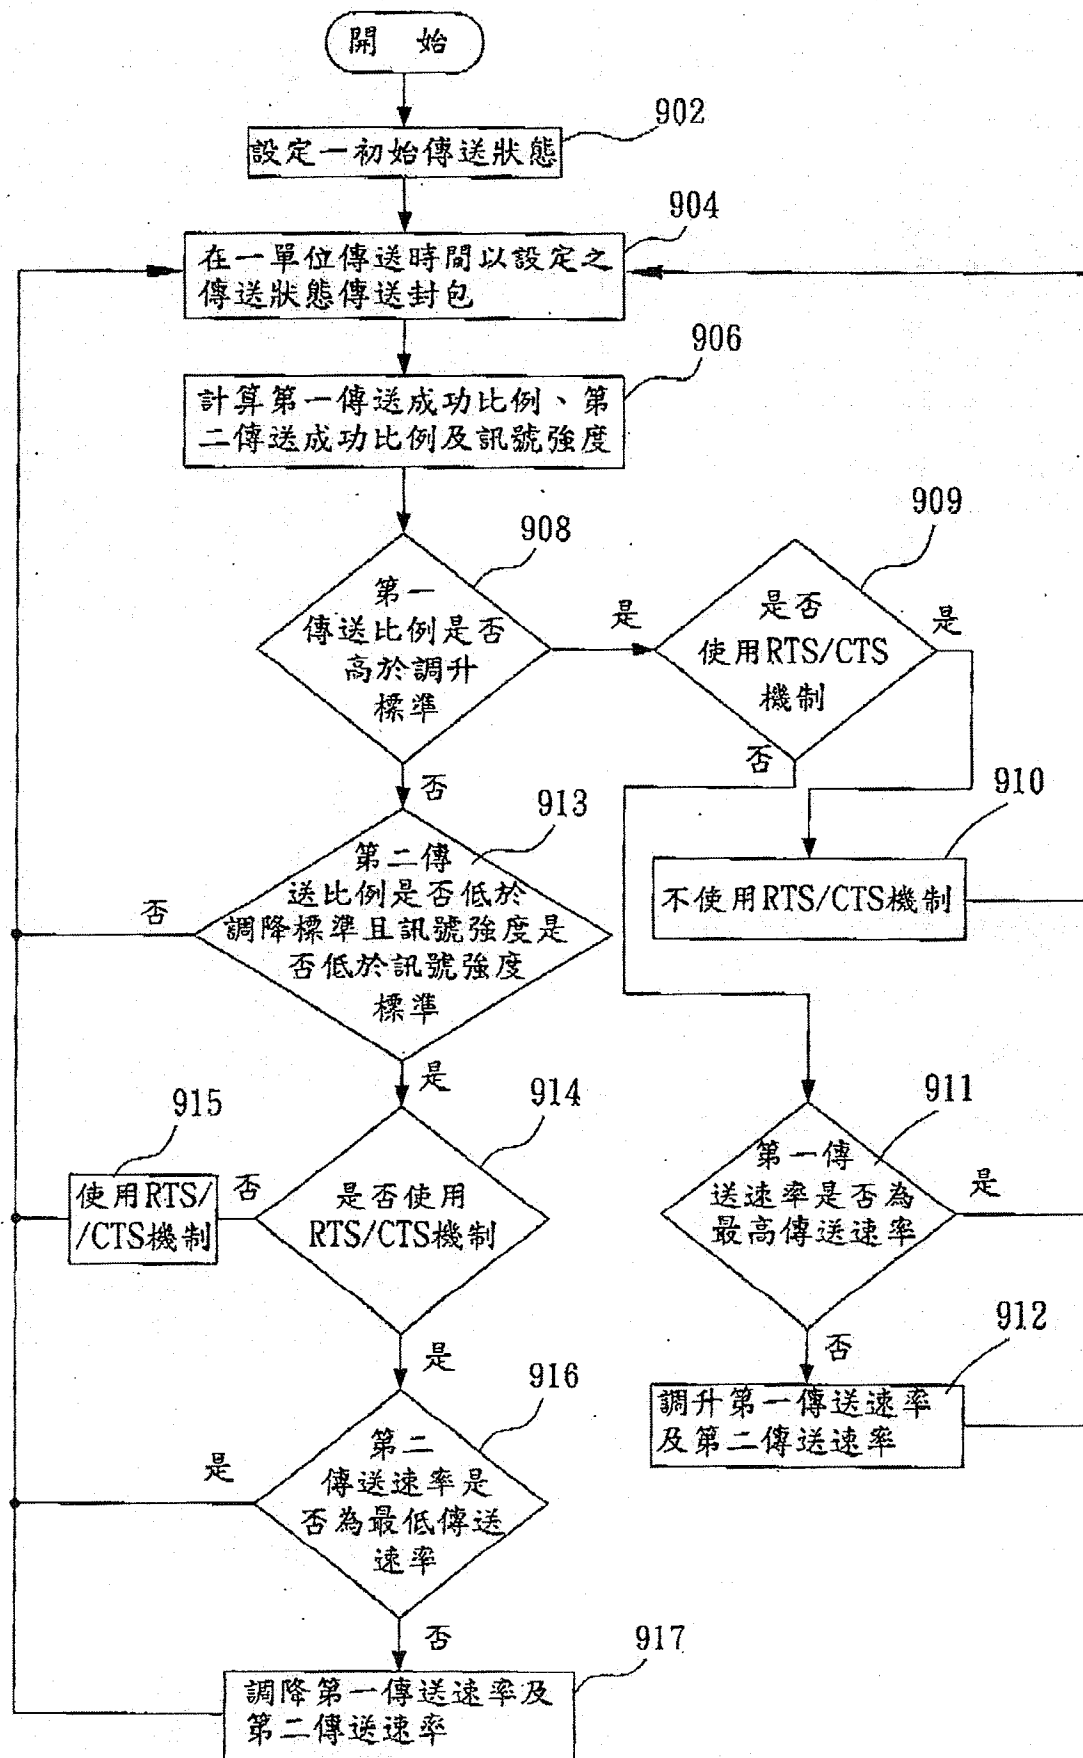 開 始
902
設定一初始傳送狀態
904
在一單位傳送時間以設定之
傳送狀態傳送封包
906
計算第一傳送成功比例、第
二傳送成功比例及訊號強度
908
第一
傳送比例是否
高於調升
標準
是
909
是否
使用RTS/CTS
機制
是
否
910
不使用RTS/CTS機制
否
913
第二傳
送比例是否低於
調降標準且訊號強度是
否低於訊號強度
標準
否
是
914
是否使用
RTS/CTS機制
否
915
使用RTS/
/CTS機制
911
第一傳
送速率是否為
最高傳送速率
是
否
912
調升第一傳送速率
及第二傳送速率
是
916
第二
傳送速率是
否為最低傳送
速率
是
否
917
調降第一傳送速率及
第二傳送速率